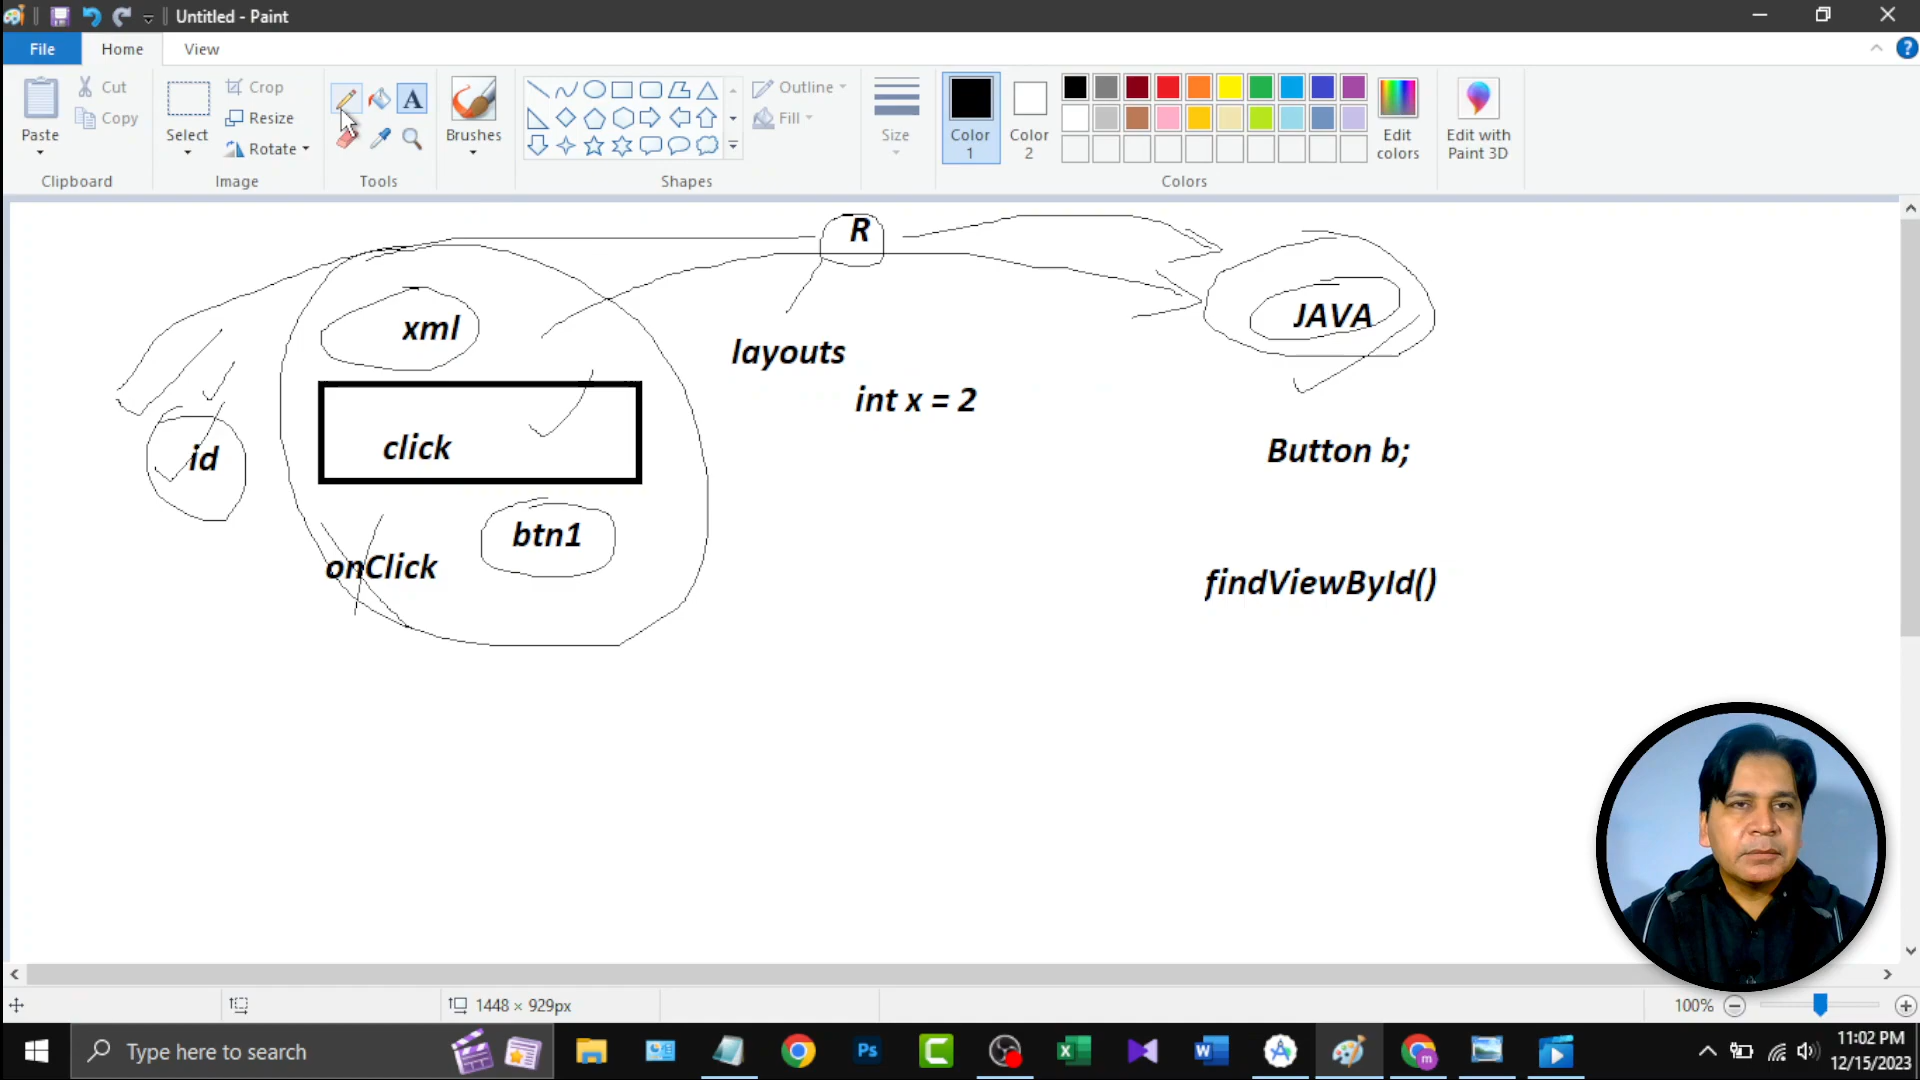 Untitled - Paint
File
Home
View
Paste
Cut
Copy
Clipboard
Select
Crop
Resize
Rotate
Image
Tools
A
Brushes
Shapes
Outline
Fill
Size
Color 1
Color 2
Edit colors
Edit with Paint 3D
Colors
R
xml
JAVA
layouts
int x = 2
click
id
Button b;
btn1
onClick
findViewById()
1448 × 929px
100%
Type here to search
Ps
11:02 PM
12/15/2023